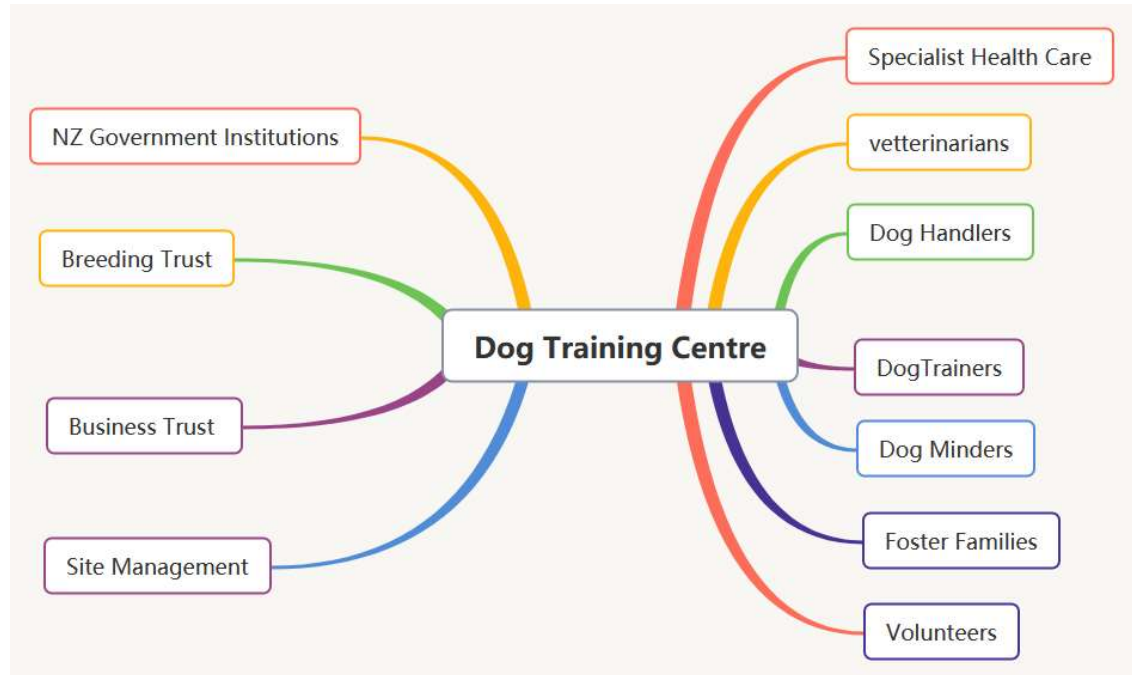 Specialist Health Care
NZ Government Institutions
vetterinarians
Dog Handlers
Breeding Trust
Dog Training Centre
DogTrainers
Business Trust
Dog Minders
Foster Families
Site Management
Volunteers